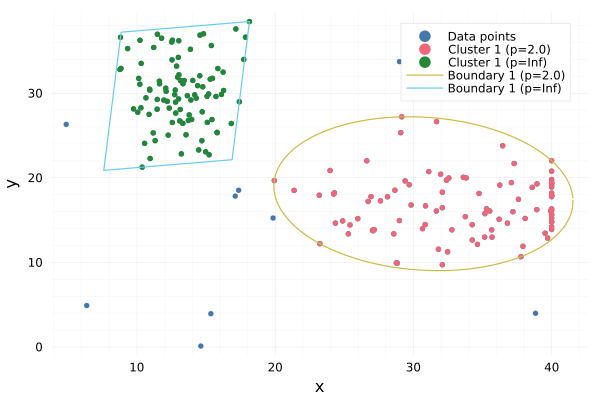 Data points
Cluster 1 (p=2.0)
Cluster 1 (p=Inf)
Boundary 1 (p=2.0)
Boundary 1 (p=Inf)
30
20
10
0
y
10
20
30
40
x